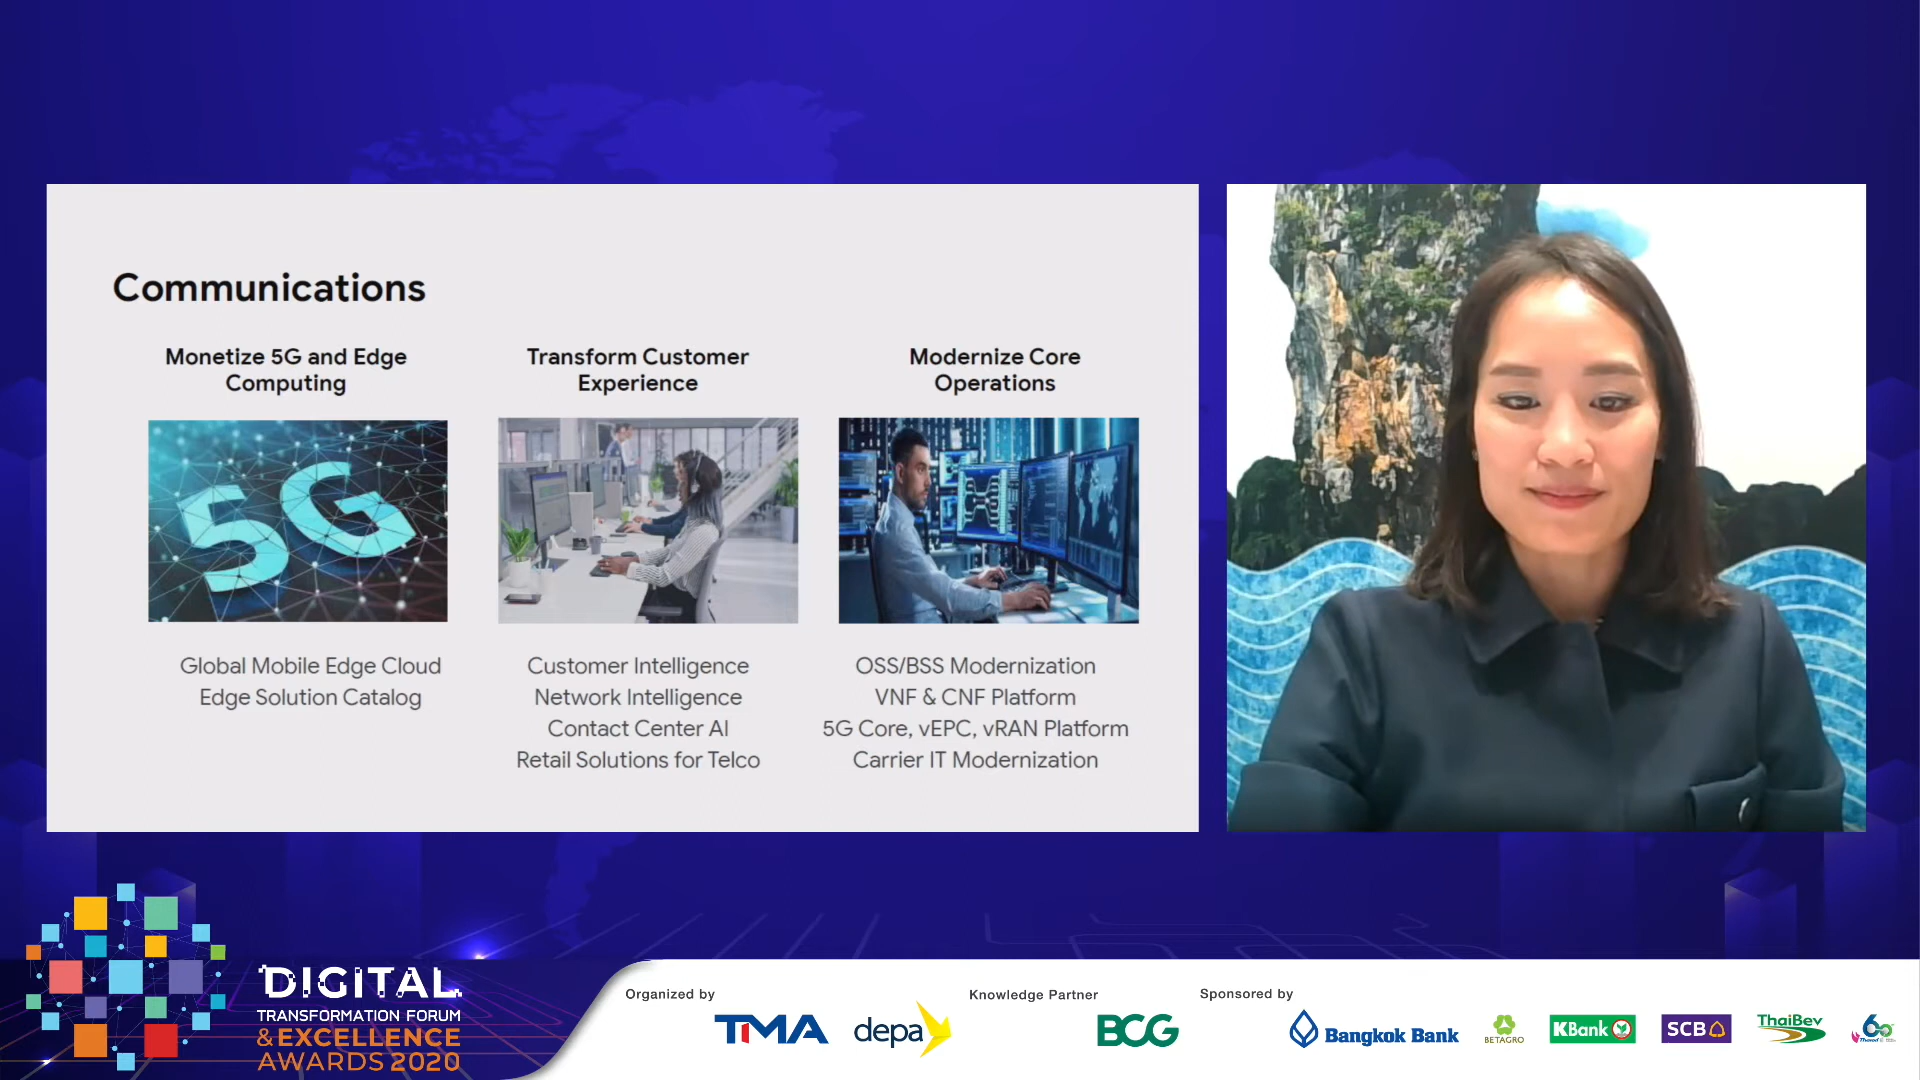 Communications
Monetize 5G and Edge
Computing
Transform Customer
Experience
Modernize Core
Operations
5G
Global Mobile Edge Cloud
Edge Solution Catalog
Customer Intelligence
Network Intelligence
Contact Center AI
Retail Solutions for Telco
OSS/BSS Modernization
VNF & CNF Platform
5G Core, vEPC, vRAN Platform
Carrier IT Modernization
DIGITAL
TRANSFORMATION FORUM
& EXCELLENCE
AWARDS 2020
Organized by
TMA
depa
Knowledge Partner
BCG
Sponsored by
Bangkok Bank
BETAGRO
KBank
SCB
ThaiBev
60